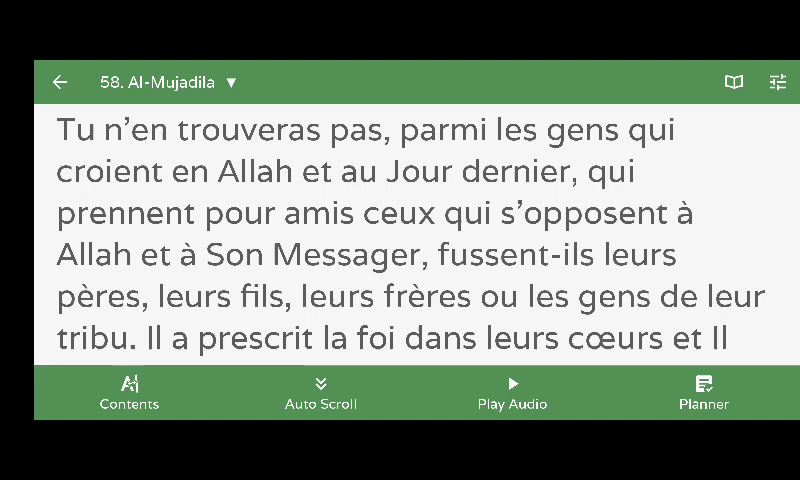 58. Al-Mujadila ▼
Tu n'en trouveras pas, parmi les gens qui
croient en Allah et au Jour dernier, qui
prennent pour amis ceux qui s'opposent à
Allah et à Son Messager, fussent-ils leurs
pères, leurs fils, leurs frères ou les gens de leur
tribu. Il a prescrit la foi dans leurs cœurs et Il
Contents
Auto Scroll
Play Audio
Planner